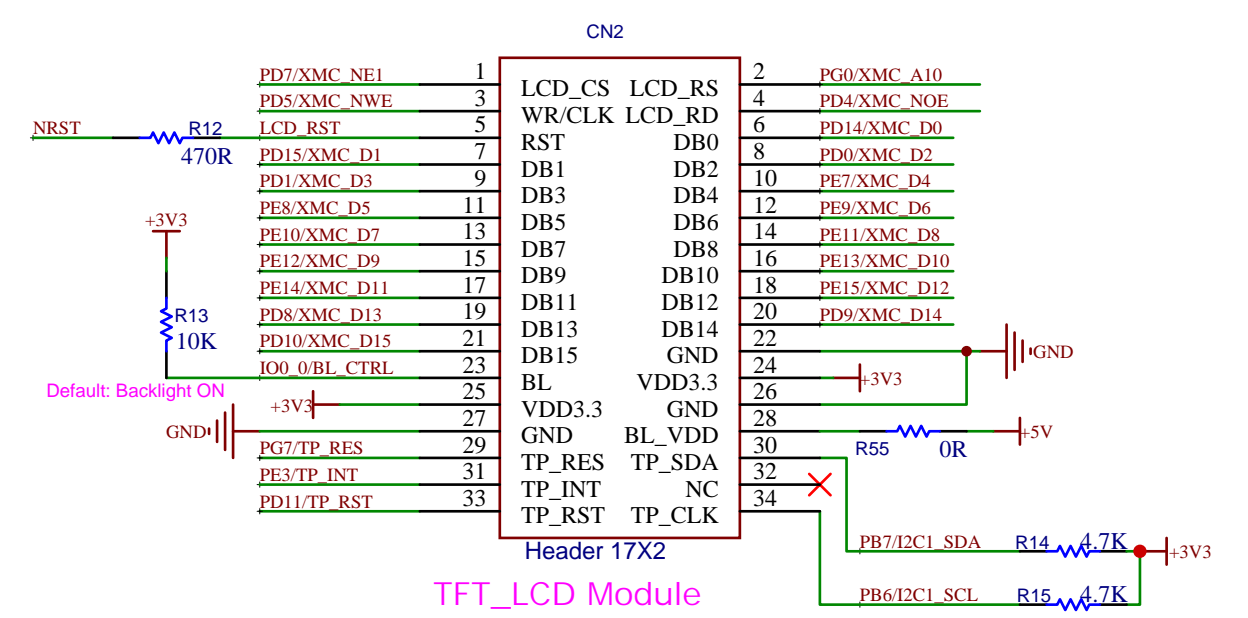 CN2
PD7/XMC_NE1 1 LCD_CS LCD_RS 2 PG0/XMC_A10
PD5/XMC_NWE 3 WR/CLK LCD_RD 4 PD4/XMC_NOE
NRST R12 470R LCD_RST 5 RST DB0 6 PD14/XMC_D0
PD15/XMC_D1 7 DB1 DB2 8 PD0/XMC_D2
PD1/XMC_D3 9 DB3 DB4 10 PE7/XMC_D4
PE8/XMC_D5 11 DB5 DB6 12 PE9/XMC_D6
PE10/XMC_D7 13 DB7 DB8 14 PE11/XMC_D8
PE12/XMC_D9 15 DB9 DB10 16 PE13/XMC_D10
PE14/XMC_D11 17 DB11 DB12 18 PE15/XMC_D12
PD8/XMC_D13 19 DB13 DB14 20 PD9/XMC_D14
PD10/XMC_D15 21 DB15 GND 22 GND
+3V3 R13 10K IO0_0/BL_CTRL 23 BL VDD3.3 24 +3V3
Default: Backlight ON
+3V3 25 VDD3.3 GND 26
GND 27 GND BL_VDD 28 R55 0R +5V
PG7/TP_RES 29 TP_RES TP_SDA 30
PE3/TP_INT 31 TP_INT NC 32
PD11/TP_RST 33 TP_RST TP_CLK 34
PB7/I2C1_SDA R14 4.7K +3V3
PB6/I2C1_SCL R15 4.7K
Header 17X2
TFT_LCD Module